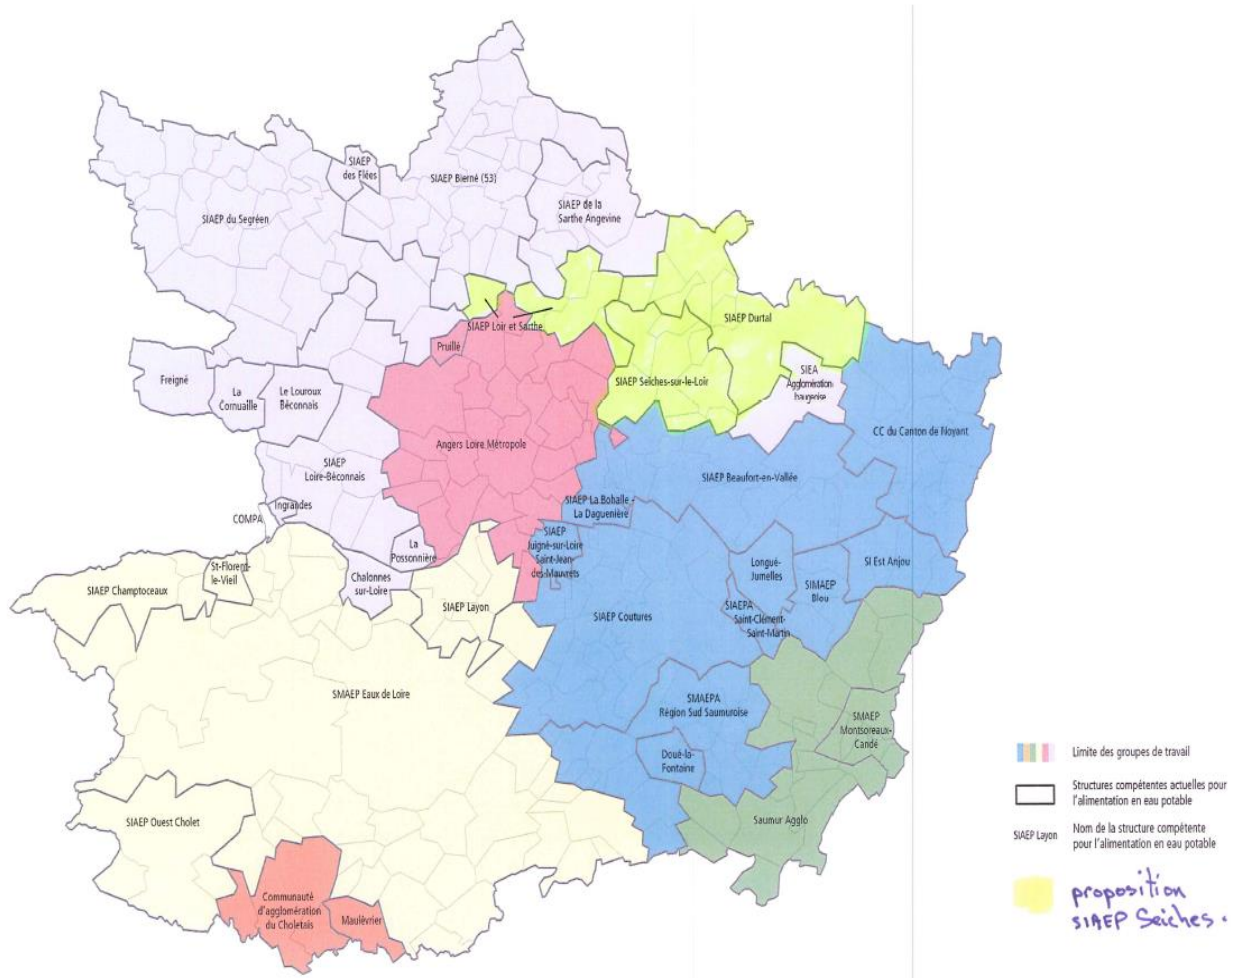 SIAEP
des Flées
SIAEP Bierné (53)
SIAEP du Segréen
SIAEP de la
Sarthe Angevine
SIAEP Loir et Sarthe
SIAEP Durtal
Pruillé
Freigné
La
Cornuaille
Le Louroux
Béconnais
SIAEP Seiches-sur-le-Loir
SIEA
Agglomération
baugeoise
Angers Loire Métropole
CC du Canton de Noyant
SIAEP
Loire-Béconnais
SIAEP Beaufort-en-Vallée
Ingrandes
COMPA
SIAEP La Bohalle -
La Daguenière
La
Possonnière
SIAEP
Juigné-sur-Loire
Saint-Jean-
des-Mauvrets
St-Florent-
le-Vieil
SIAEP Champtoceaux
Chalonnes
sur-Loire
SIAEP Layon
Longué-
Jumelles
SIMAEP
Bleu
SI Est Anjou
SIAEP Coutures
SIAEPA
Saint-Clément-
Saint-Martin
SMAEP Eaux de Loire
SMAEPA
Région Sud Saumuroise
SMAEP
Montsoreaux-
Candé
Doué-la-
Fontaine
SIAEP Ouest Cholet
Saumur Agglo
Communauté
d'agglomération
du Choletais
Maulévrier
Limite des groupes de travail
Structures compétentes actuelles pour
l'alimentation en eau potable
SIAEP Layon
Nom de la structure compétente
pour l'alimentation en eau potable
proposition
SIAEP Seiches.